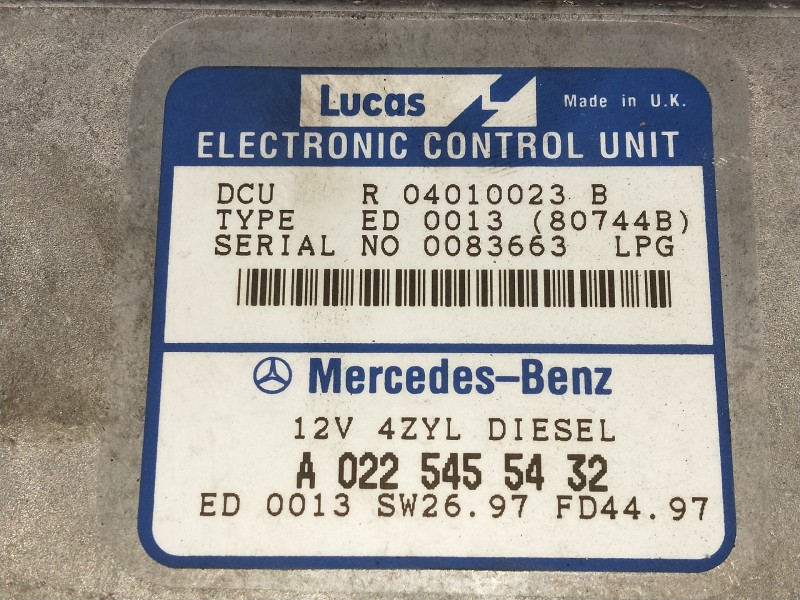 Lucas
Made in U.K.
ELECTRONIC CONTROL UNIT
DCU R 04010023 B
TYPE ED 0013 (80744B)
SERIAL NO 0083663 LPG
Mercedes-Benz
12V 4ZYL DIESEL
A 022 545 54 32
ED 0013 SW26.97 FD44.97